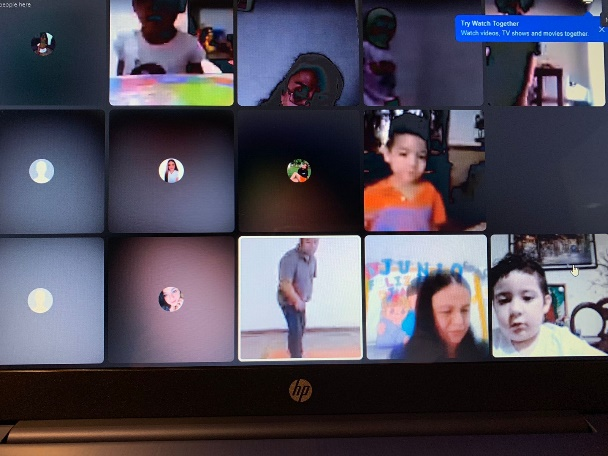 people here
Try Watch Together
Watch videos, TV shows and movies together.
JUNIO
hp